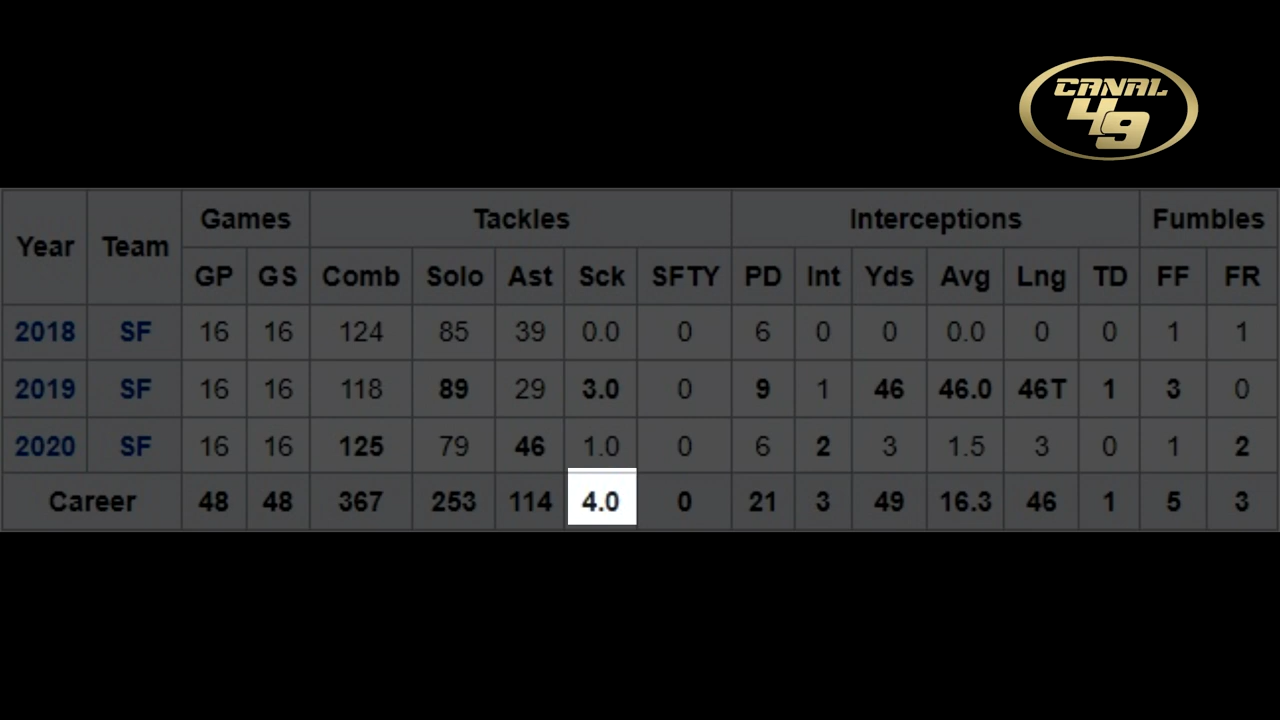 CANAL
49
Year Team Games Tackles Interceptions Fumbles
GP GS Comb Solo Ast Sck SFTY PD Int Yds Avg Lng TD FF FR
2018 SF 16 16 124 85 39 0.0 0 6 0 0 0.0 0 0 1 1
2019 SF 16 16 118 89 29 3.0 0 9 1 46 46.0 46T 1 3 0
2020 SF 16 16 125 79 46 1.0 0 6 2 3 1.5 3 0 1 2
Career 48 48 367 253 114 4.0 0 21 3 49 16.3 46 1 5 3